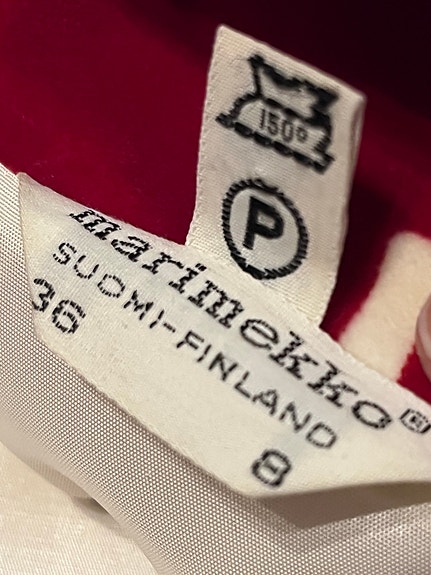 150°
P
marimekko®
SUOMI-FINLAND
36 8